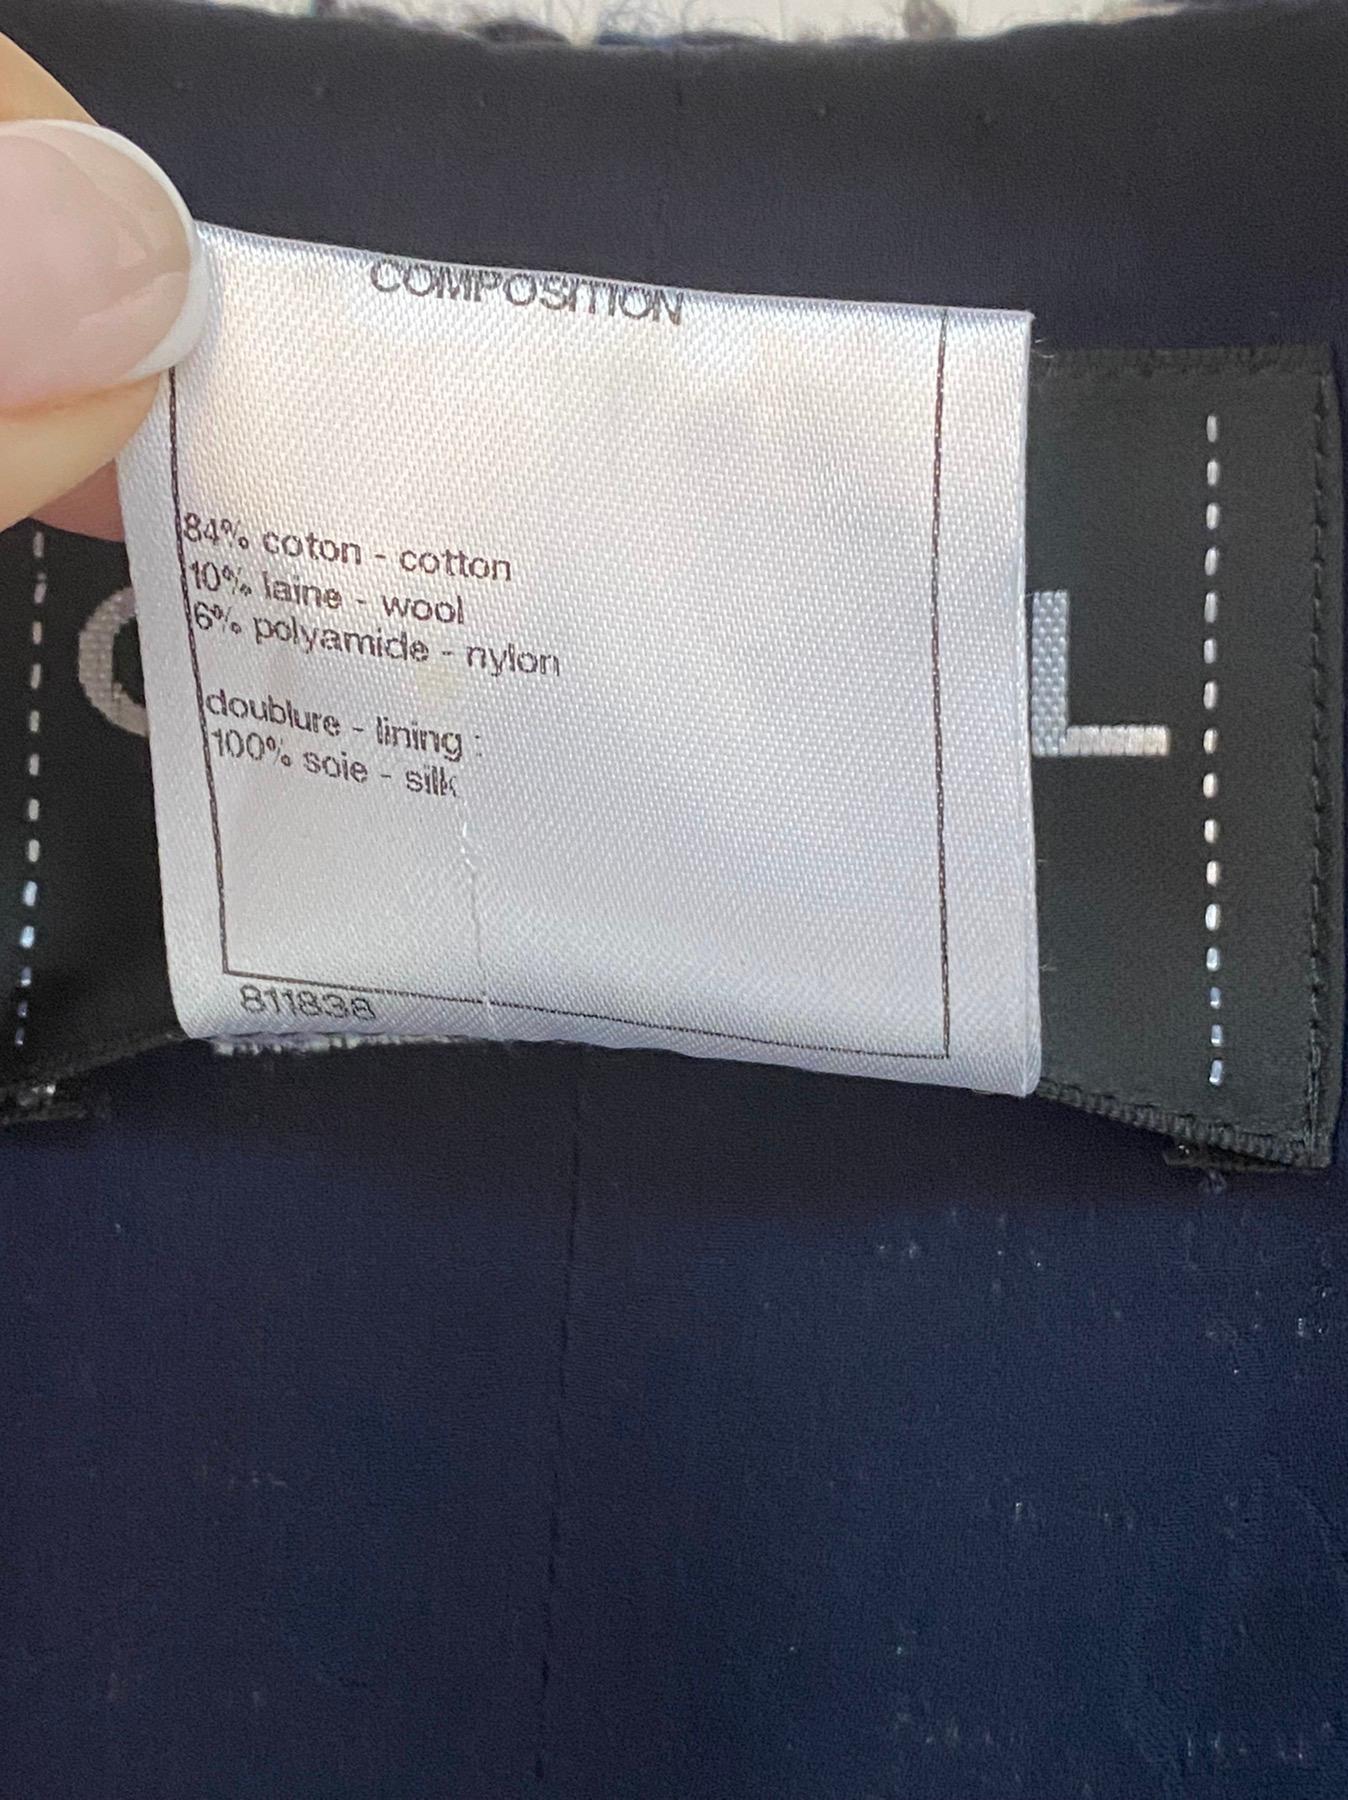 COMPOSITION
84% coton - cotton
10% laine - wool
6% polyamide - nylon
doublure - lining :
100% soie - silk
811838
C L